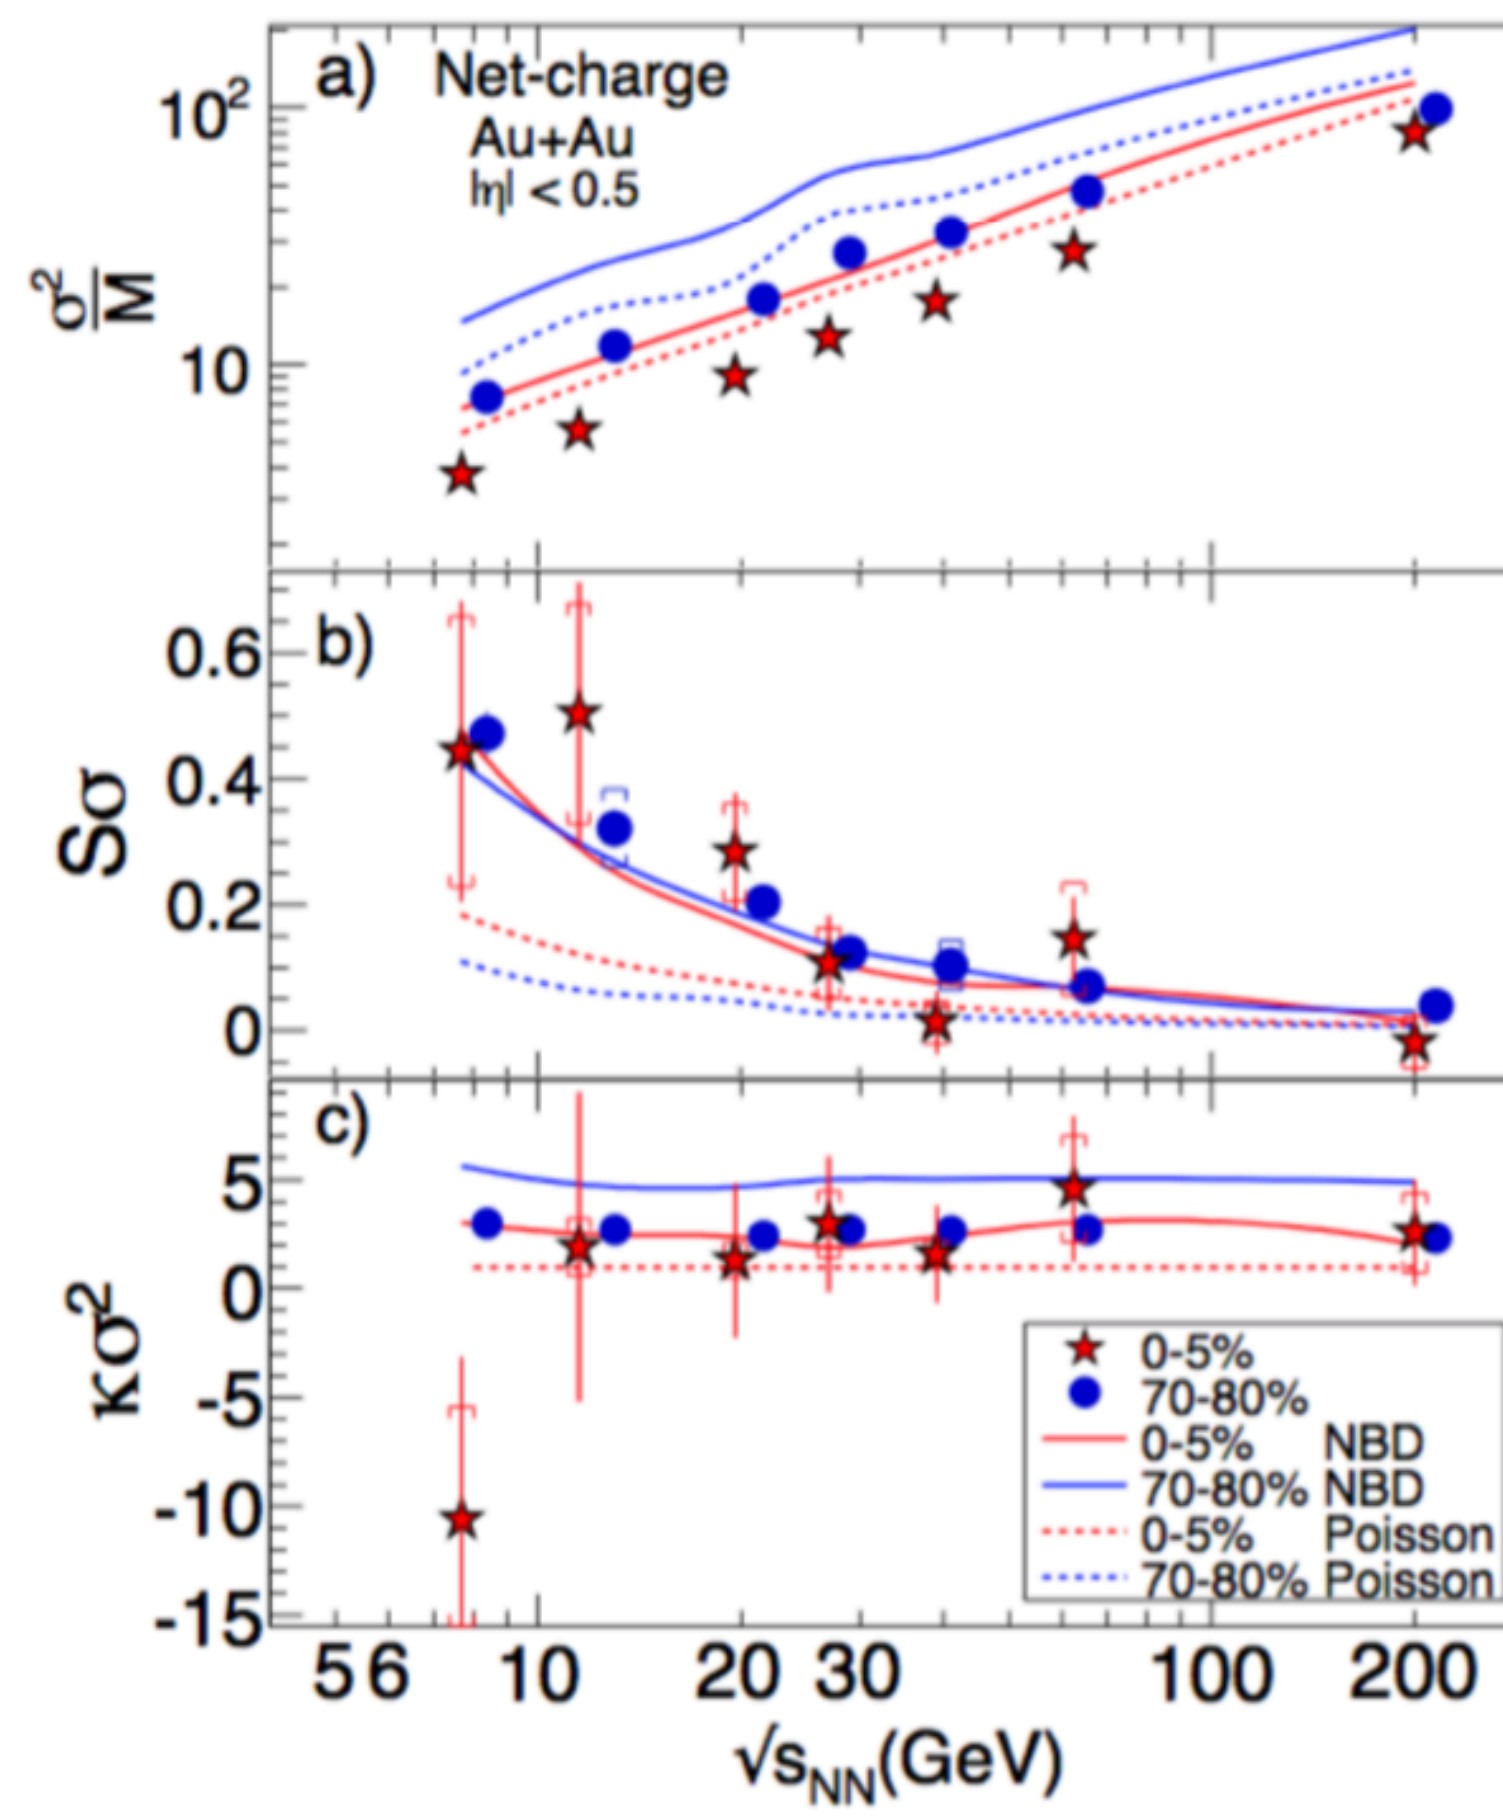 a) Net-charge
Au+Au
|η| < 0.5
10²
10
σ²/M
b)
0.6
0.4
0.2
0
Sσ
c)
5
0
-5
-10
-15
κσ²
0-5%
70-80%
0-5% NBD
70-80% NBD
0-5% Poisson
70-80% Poisson
5 6 10 20 30 100 200
√sNN(GeV)